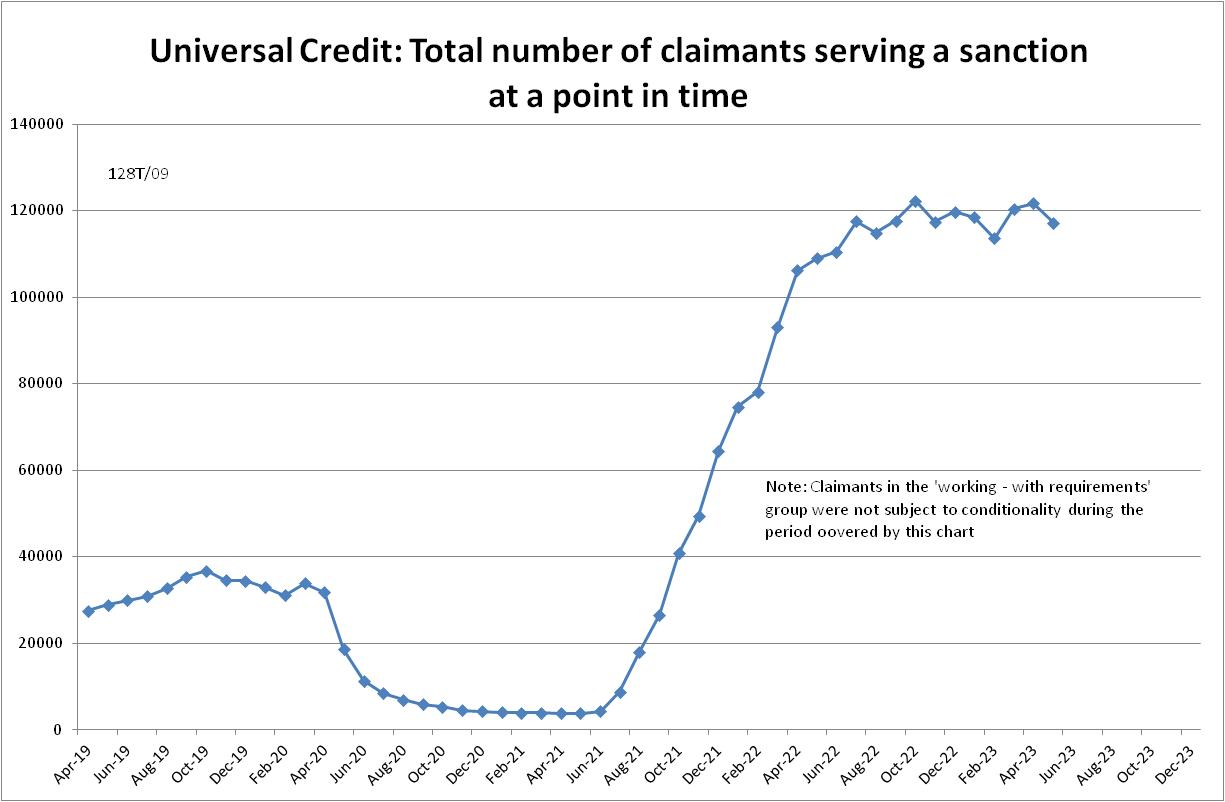 Universal Credit: Total number of claimants serving a sanction
at a point in time
140000
128T/09
120000
100000
80000
60000
Note: Claimants in the 'working - with requirements'
group were not subject to conditionality during the
period oovered by this chart
40000
20000
0
Apr-19 Jun-19 Aug-19 Oct-19 Dec-19 Feb-20 Apr-20 Jun-20 Aug-20 Oct-20 Dec-20 Feb-21 Apr-21 Jun-21 Aug-21 Oct-21 Dec-21 Feb-22 Apr-22 Jun-22 Aug-22 Oct-22 Dec-22 Feb-23 Apr-23 Jun-23 Aug-23 Oct-23 Dec-23